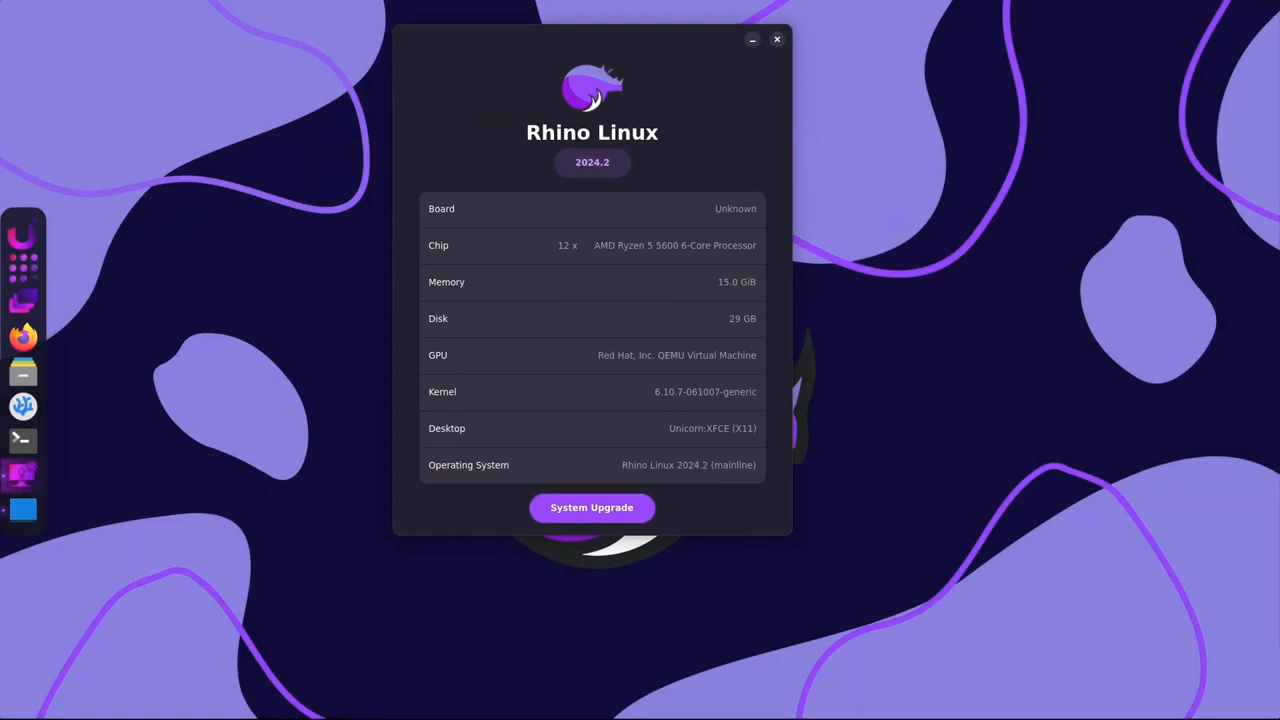 Rhino Linux
2024.2
Board Unknown
Chip 12 x AMD Ryzen 5 5600 6-Core Processor
Memory 15.0 GiB
Disk 29 GB
GPU Red Hat, Inc. QEMU Virtual Machine
Kernel 6.10.7-061007-generic
Desktop Unicorn:XFCE (X11)
Operating System Rhino Linux 2024.2 (mainline)
System Upgrade